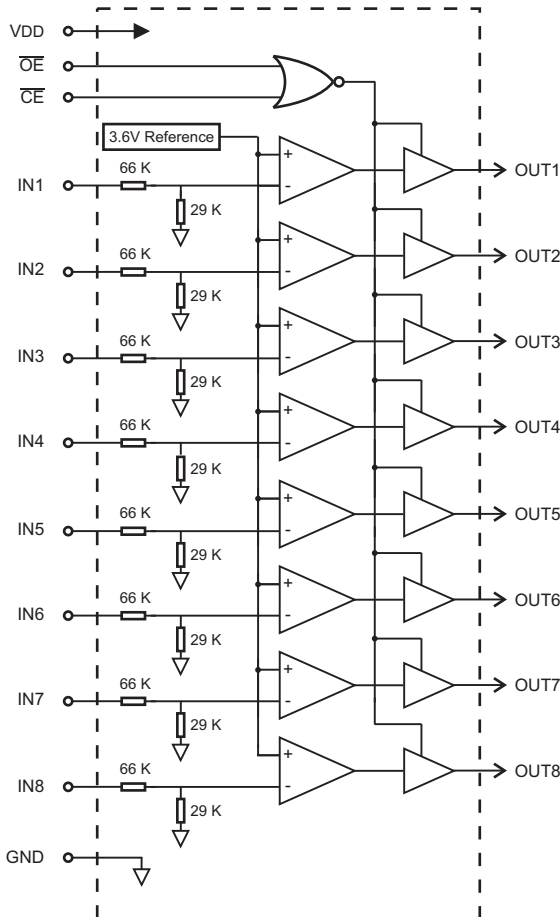 VDD
OE
CE
3.6V Reference
66 K
+
IN1
-
OUT1
29 K
66 K
+
IN2
-
OUT2
29 K
66 K
+
IN3
-
OUT3
29 K
66 K
+
IN4
-
OUT4
29 K
66 K
+
IN5
-
OUT5
29 K
66 K
+
IN6
-
OUT6
29 K
66 K
+
IN7
-
OUT7
29 K
66 K
+
IN8
-
OUT8
29 K
GND